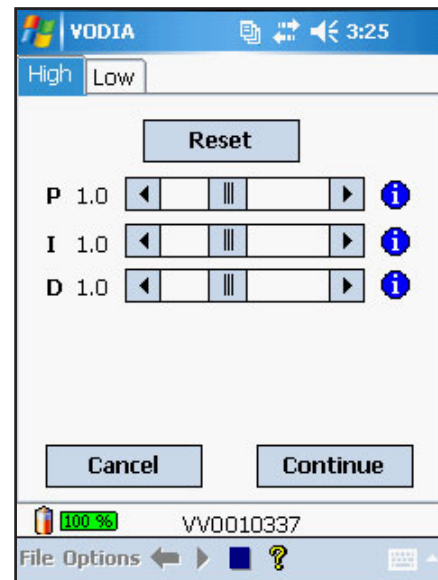 VODIA 3:25
High Low
Reset
P 1.0
I 1.0
D 1.0
Cancel Continue
100 % VV0010337
File Options